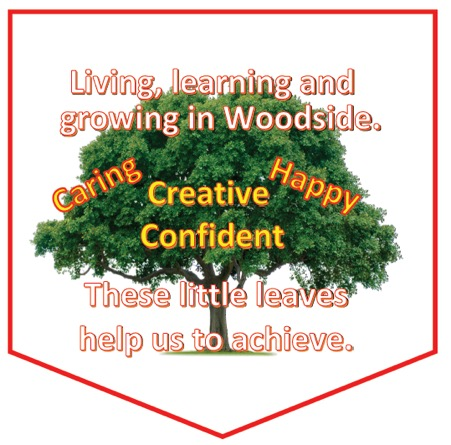 Living, learning and
growing in Woodside.
Caring
Happy
Creative
Confident
These little leaves
help us to achieve.